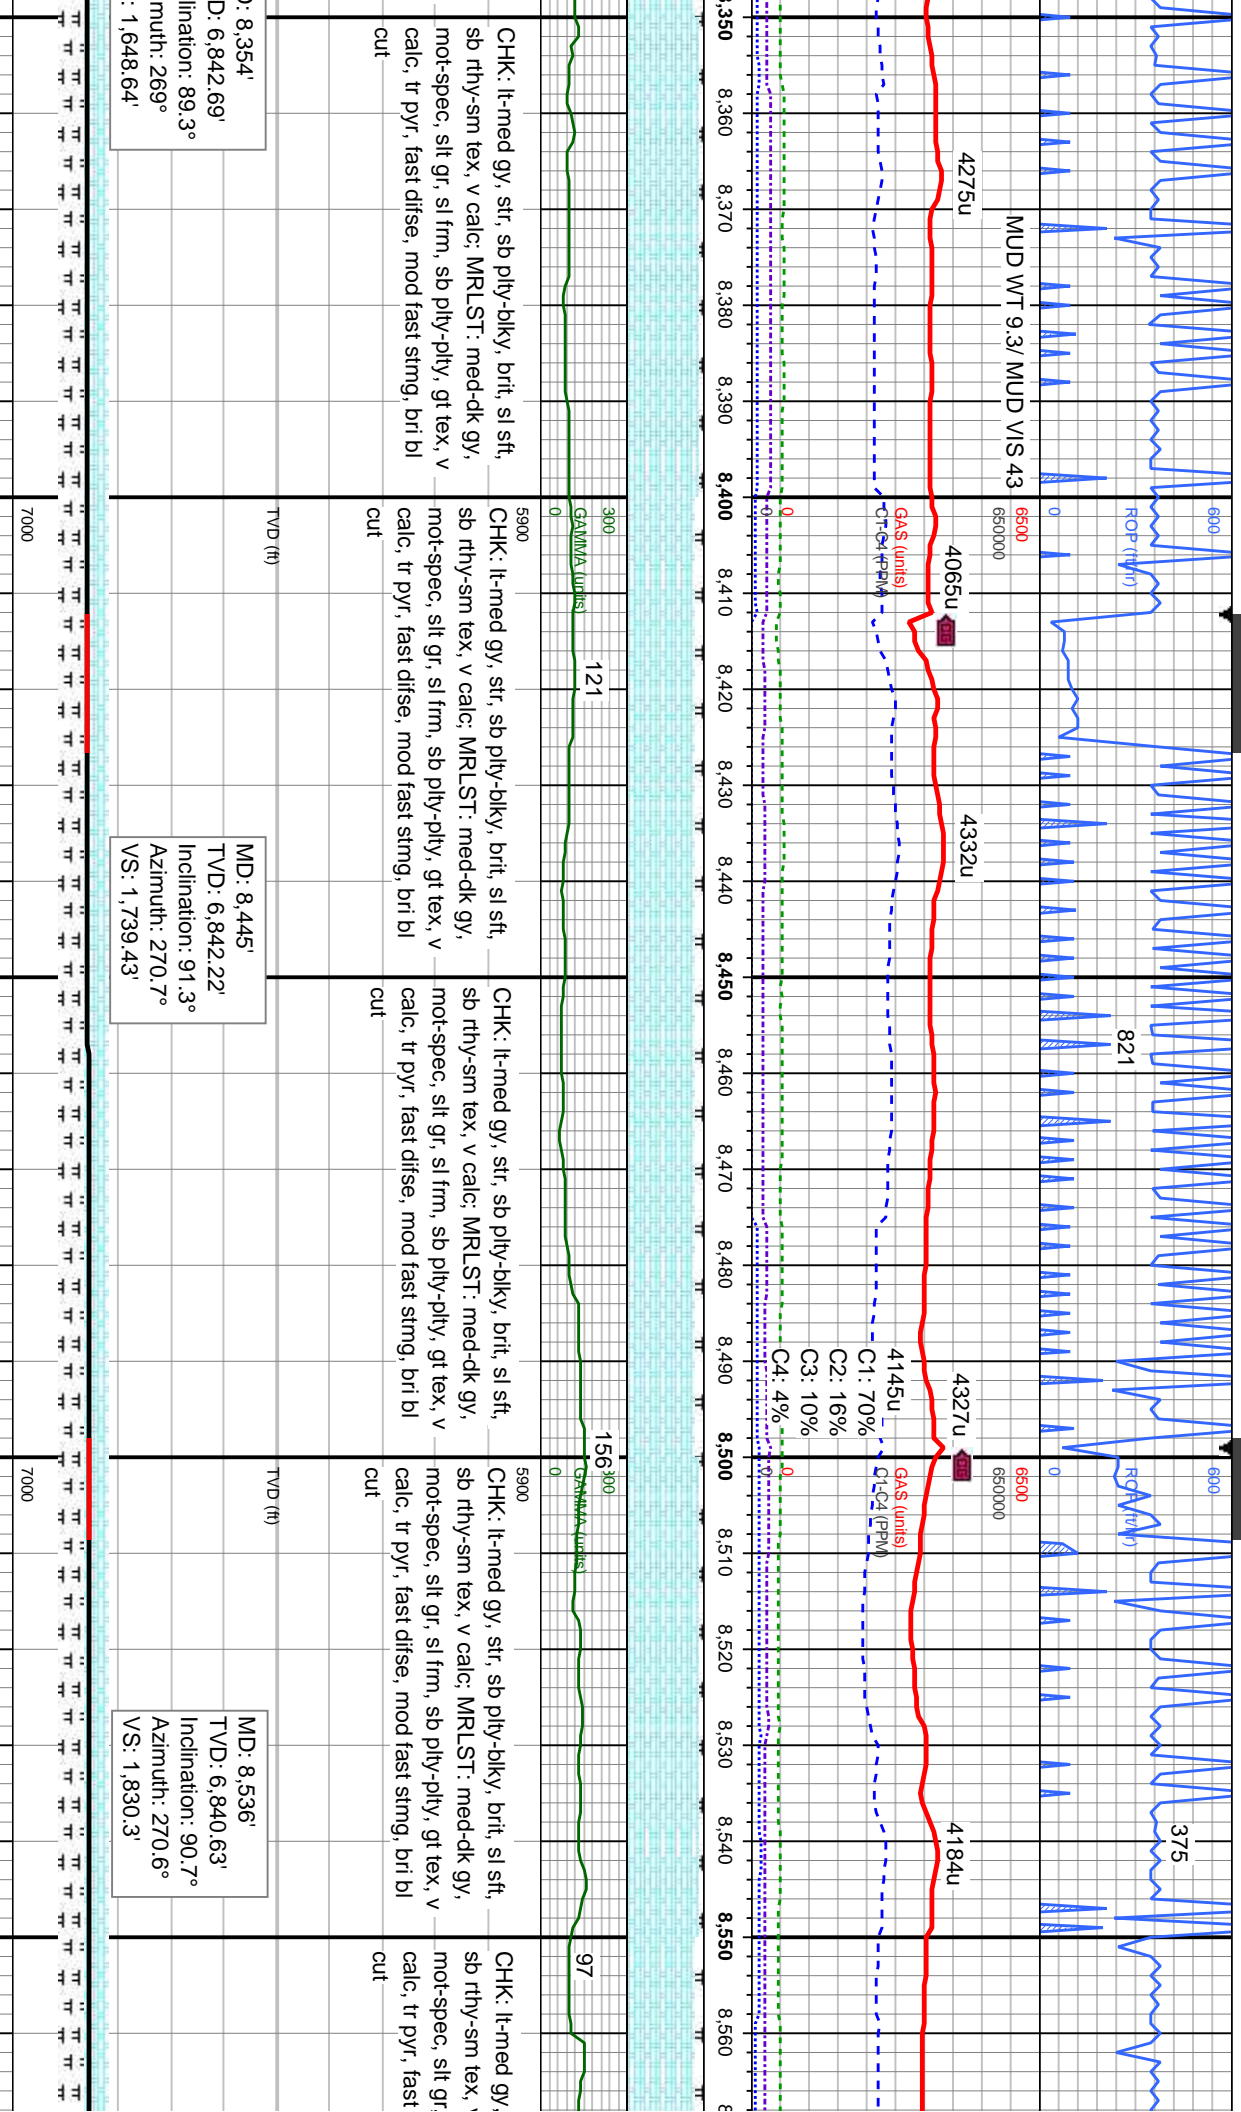 600
ROP (ft/hr)
0
821
600
ROP (ft/hr)
0
375
MUD WT 9.3/ MUD VIS 43
6500
650000
GAS (units)
C1-C4 (PPM)
0
0
4275u
4065u
4332u
4327u
4145u
C1: 70%
C2: 16%
C3: 10%
C4: 4%
6500
650000
GAS (units)
C1-C4 (PPM)
0
0
4184u
8,350
8,360
8,370
8,380
8,390
8,400
8,410
8,420
8,430
8,440
8,450
8,460
8,470
8,480
8,490
8,500
8,510
8,520
8,530
8,540
8,550
8,560
300
GAMMA (units)
0
121
156
300
GAMMA (units)
0
97
CHK: lt-med gy, str, sb plty-blky, brit, sl sft,
sb rthy-sm tex, v calc; MRLST: med-dk gy,
mot-spec, slt gr, sl frm, sb plty-plty, gt tex, v
calc, tr pyr, fast difse, mod fast stmg, bri bl
cut
5900
CHK: lt-med gy, str, sb plty-blky, brit, sl sft,
sb rthy-sm tex, v calc; MRLST: med-dk gy,
mot-spec, slt gr, sl frm, sb plty-plty, gt tex, v
calc, tr pyr, fast difse, mod fast stmg, bri bl
cut
CHK: lt-med gy, str, sb plty-blky, brit, sl sft,
sb rthy-sm tex, v calc; MRLST: med-dk gy,
mot-spec, slt gr, sl frm, sb plty-plty, gt tex, v
calc, tr pyr, fast difse, mod fast stmg, bri bl
cut
5900
CHK: lt-med gy, str, sb plty-blky, brit, sl sft,
sb rthy-sm tex, v calc; MRLST: med-dk gy,
mot-spec, slt gr, sl frm, sb plty-plty, gt tex, v
calc, tr pyr, fast difse, mod fast stmg, bri bl
cut
CHK: lt-med gy,
sb rthy-sm tex,
mot-spec, slt gr,
calc, tr pyr, fast
cut
TVD (ft)
7000
TVD (ft)
7000
: 8,354'
D: 6,842.69'
lination: 89.3°
muth: 269°
: 1,648.64'
MD: 8,445'
TVD: 6,842.22'
Inclination: 91.3°
Azimuth: 270.7°
VS: 1,739.43'
MD: 8,536'
TVD: 6,840.63'
Inclination: 90.7°
Azimuth: 270.6°
VS: 1,830.3'